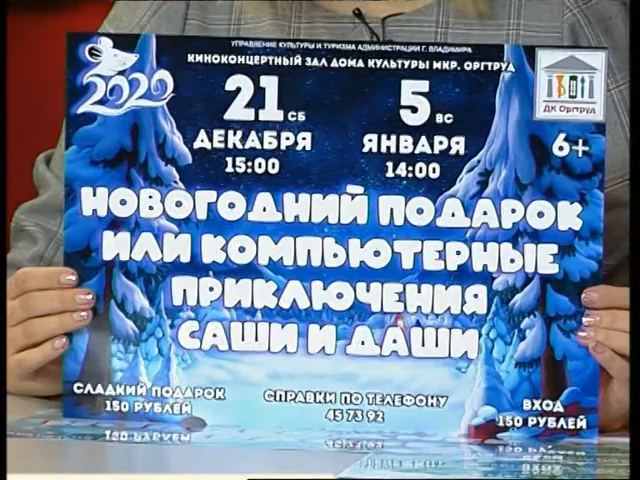 УПРАВЛЕНИЕ КУЛЬТУРЫ И ТУРИЗМА АДМИНИСТРАЦИИ Г. ВЛАДИМИРА
КИНОКОНЦЕРТНЫЙ ЗАЛ ДОМА КУЛЬТУРЫ МКР. ОРГТРУД
2020
21 СБ
ДЕКАБРЯ
15:00
5 ВС
ЯНВАРЯ
14:00
ДК Оргтруд
6+
НОВОГОДНИЙ ПОДАРОК
ИЛИ КОМПЬЮТЕРНЫЕ
ПРИКЛЮЧЕНИЯ
САШИ И ДАШИ
СЛАДКИЙ ПОДАРОК
150 РУБЛЕЙ
СПРАВКИ ПО ТЕЛЕФОНУ
45 73 92
ВХОД
150 РУБЛЕЙ